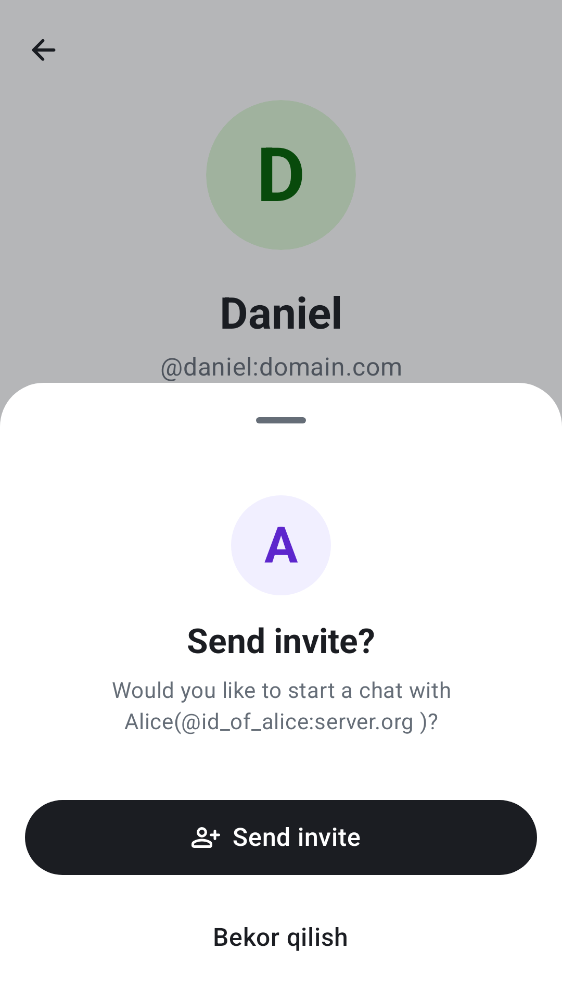 D
Daniel
@daniel:domain.com
A
Send invite?
Would you like to start a chat with
Alice(@id_of_alice:server.org )?
Send invite
Bekor qilish